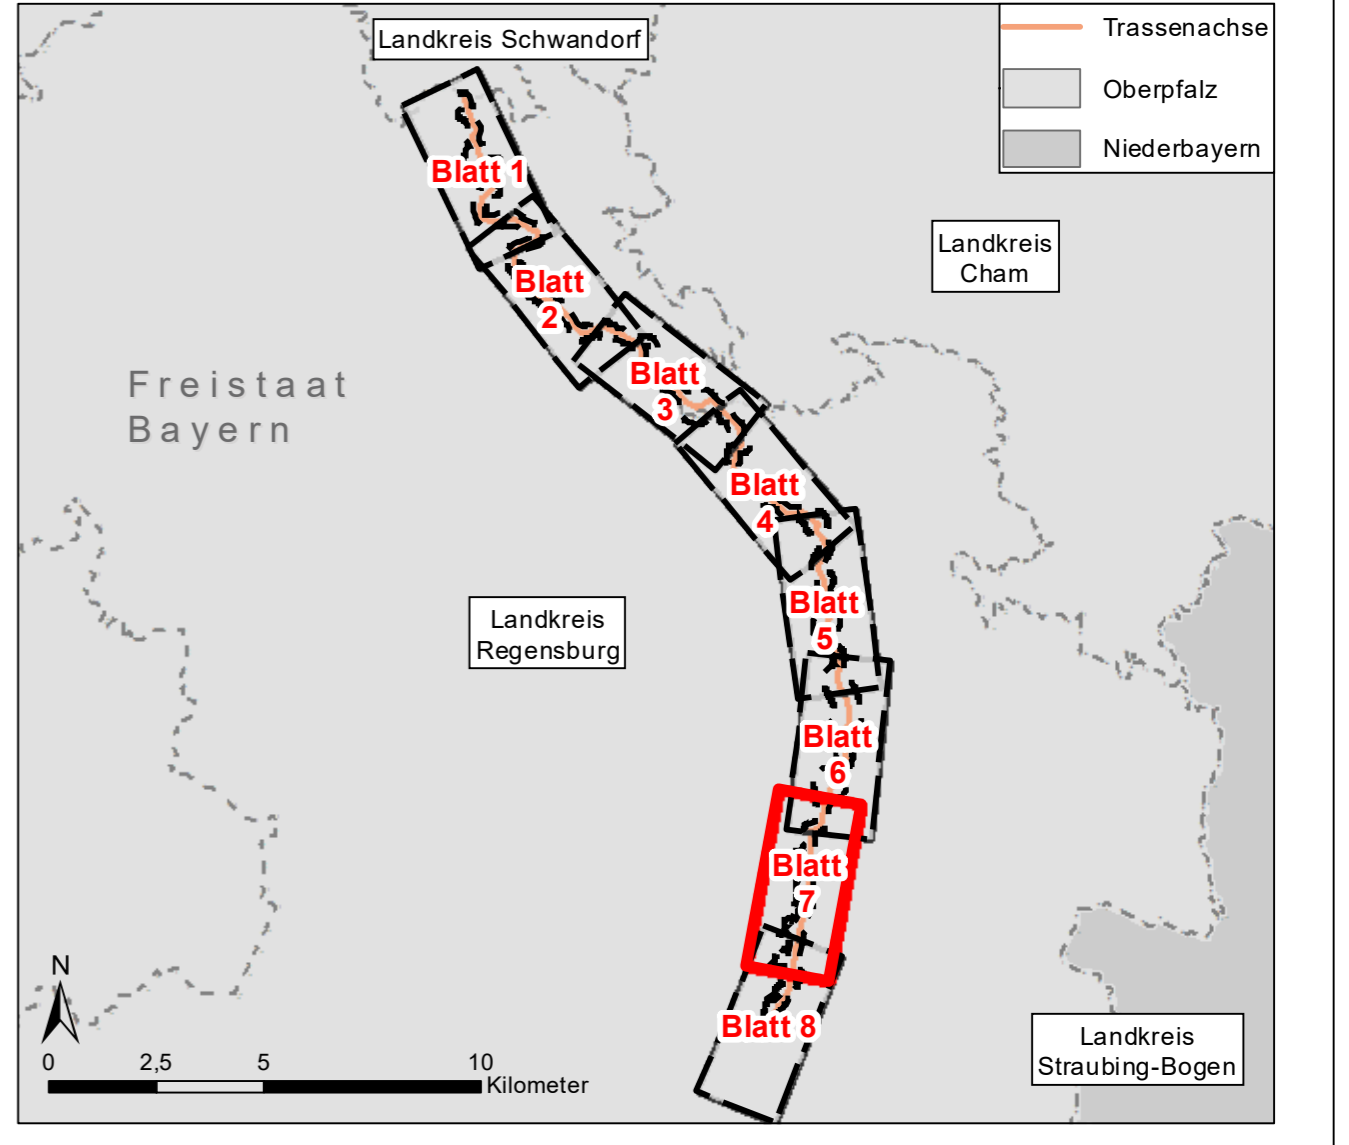 Landkreis Schwandorf
Trassenachse
Oberpfalz
Niederbayern
Blatt 1
Landkreis
Cham
Blatt
2
Freistaat
Bayern
Blatt
3
Blatt
4
Landkreis
Regensburg
Blatt
5
Blatt
6
Blatt
7
Blatt 8
N
0 2,5 5 10
Kilometer
Landkreis
Straubing-Bogen